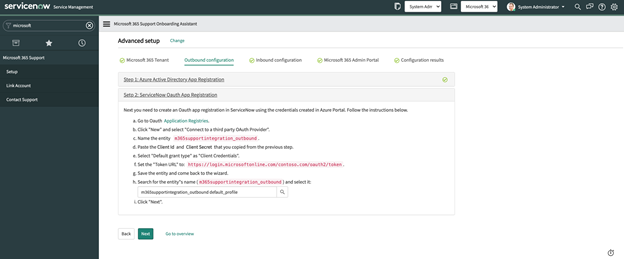 servicenow Service Management
System Adm
Microsoft 36
System Administrator
microsoft
Microsoft 365 Support
Setup
Link Account
Contact Support
Microsoft 365 Support Onboarding Assistant
Advanced setup Change
Microsoft 365 Tenant Outbound configuration Inbound configuration Microsoft 365 Admin Portal Configuration results
Step 1: Azure Active Directory App Registration
Setp 2: ServiceNow OAuth App Registration
Next you need to create an Oauth app registration in ServiceNow using the credentials created in Azure Portal. Follow the instructions below.
a. Go to Oauth Application Registries.
b. Click "New" and select "Connect to a third party OAuth Provider".
c. Name the entity m365supportintegration_outbound.
d. Paste the Client Id and Client Secret that you copied from the previous step.
e. Select "Default grant type" as "Client Credentials".
f. Set the "Token URL" to: https://login.microsoftonline.com/contoso.com/oauth2/token.
g. Save the entity and come back to the wizard.
h. Search for the entity's name (m365supportintegration_outbound) and select it:
m365supportintegration_outbound default_profile
i. Click "Next".
Back Next Go to overview